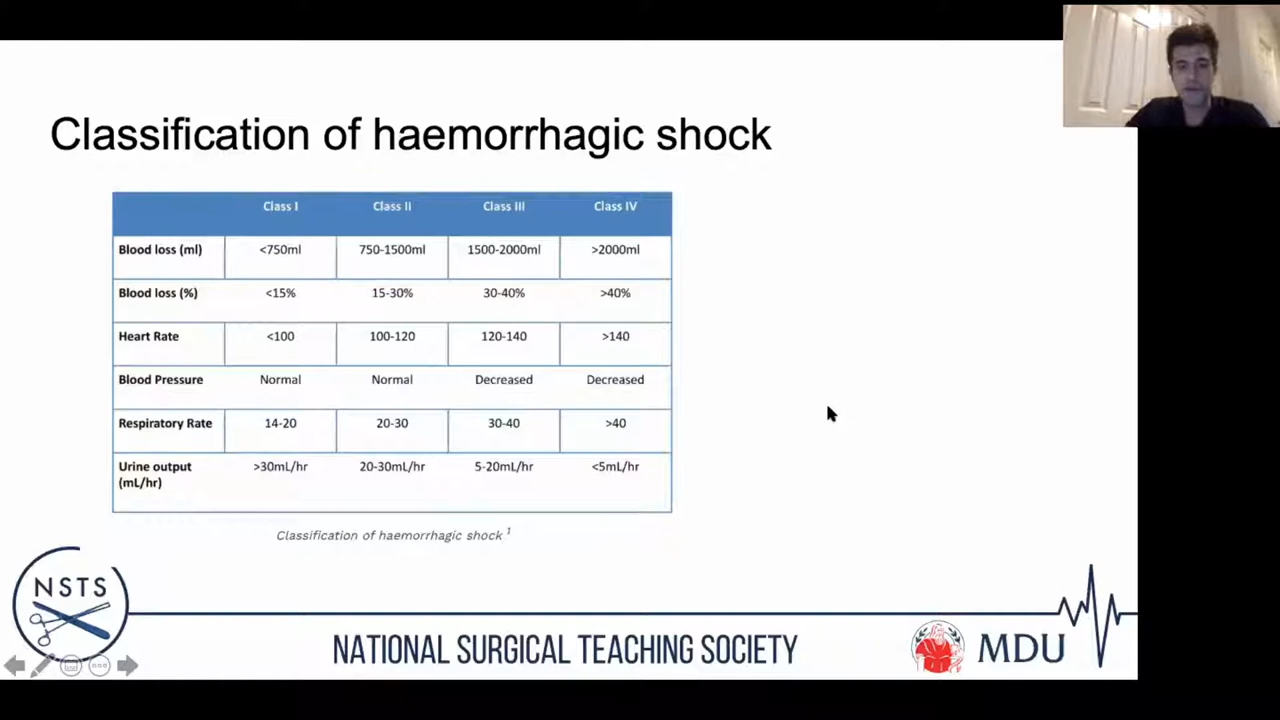 Classification of haemorrhagic shock
Class I Class II Class III Class IV
Blood loss (ml) <750ml 750-1500ml 1500-2000ml >2000ml
Blood loss (%) <15% 15-30% 30-40% >40%
Heart Rate <100 100-120 120-140 >140
Blood Pressure Normal Normal Decreased Decreased
Respiratory Rate 14-20 20-30 30-40 >40
Urine output >30mL/hr 20-30mL/hr 5-20mL/hr <5mL/hr
(mL/hr)
Classification of haemorrhagic shock 1
NSTS
NATIONAL SURGICAL TEACHING SOCIETY
MDU